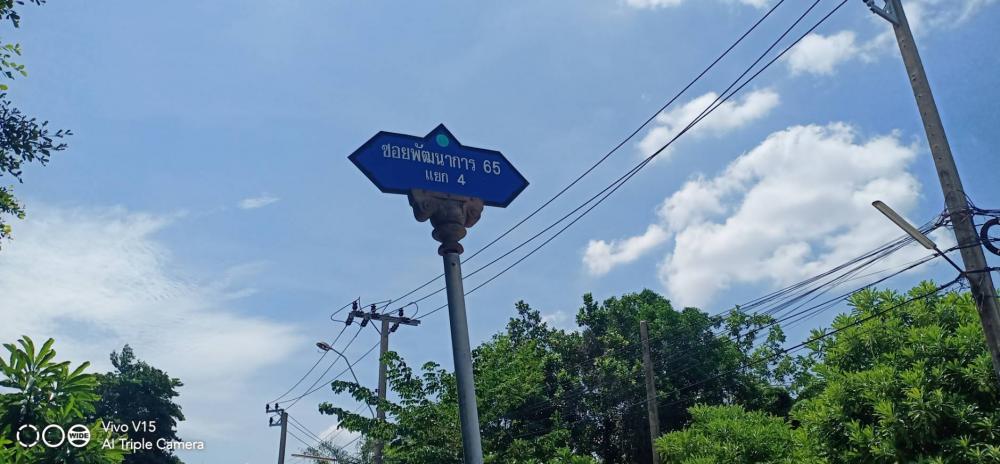 ซอยพัฒนาการ 65
แยก 4
WIDE
Vivo V15
AI Triple Camera